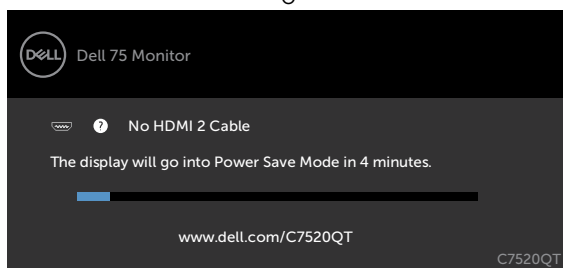 DELL Dell 75 Monitor
? No HDMI 2 Cable
The display will go into Power Save Mode in 4 minutes.
www.dell.com/C7520QT
C7520QT